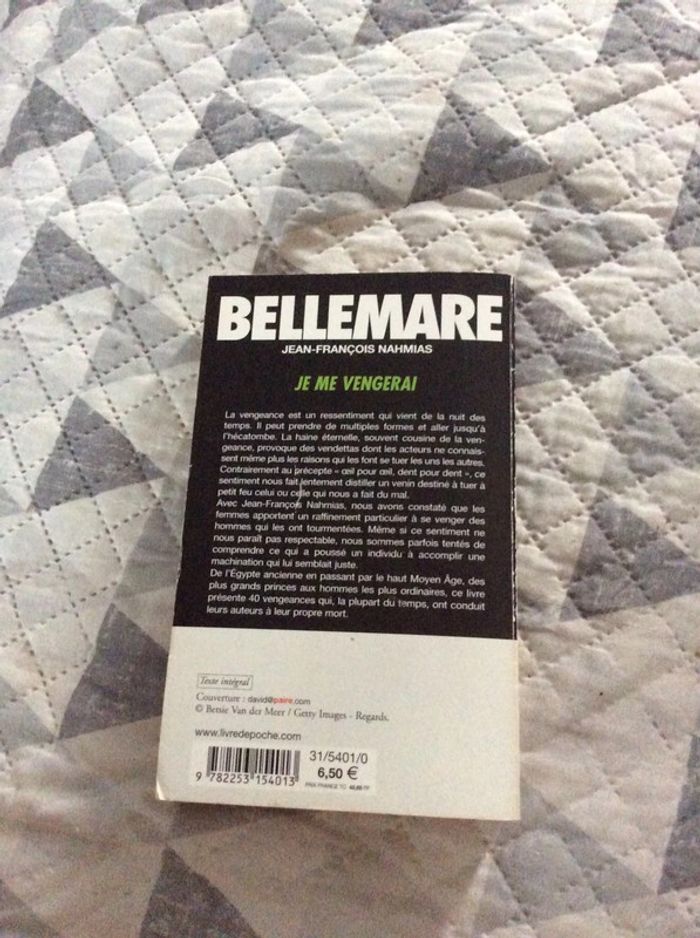 BELLEMARE
JEAN-FRANÇOIS NAHMIAS
JE ME VENGERAI
La vengeance est un ressentiment qui vient de la nuit des
temps. Il peut prendre de multiples formes et aller jusqu'à
l'hécatombe. La haine éternelle, souvent cousine de la ven-
geance, provoque des vendettas dont les acteurs ne connais-
sent même plus les raisons qui les font se tuer les uns les autres.
Contrairement au précepte « œil pour œil, dent pour dent », ce
sentiment nous fait lentement distiller un venin destiné à tuer à
petit feu celui ou celle qui nous a fait du mal.
Avec Jean-François Nahmias, nous avons constaté que les
femmes apportent un raffinement particulier à se venger des
hommes qui les ont tourmentées. Même si ce sentiment ne
nous paraît pas respectable, nous sommes parfois tentés de
comprendre ce qui a poussé un individu à accomplir une
machination qui lui semblait juste.
De l'Égypte ancienne en passant par le haut Moyen Âge, des
plus grands princes aux hommes les plus ordinaires, ce livre
présente 40 vengeances qui, la plupart du temps, ont conduit
leurs auteurs à leur propre mort.
Texte intégral
Couverture : david@paire.com
© Betsie Van der Meer / Getty Images - Regards.
www.livredepoche.com
31/5401/0
6,50 €
9 782253 154013
PRIX FRANCE TC